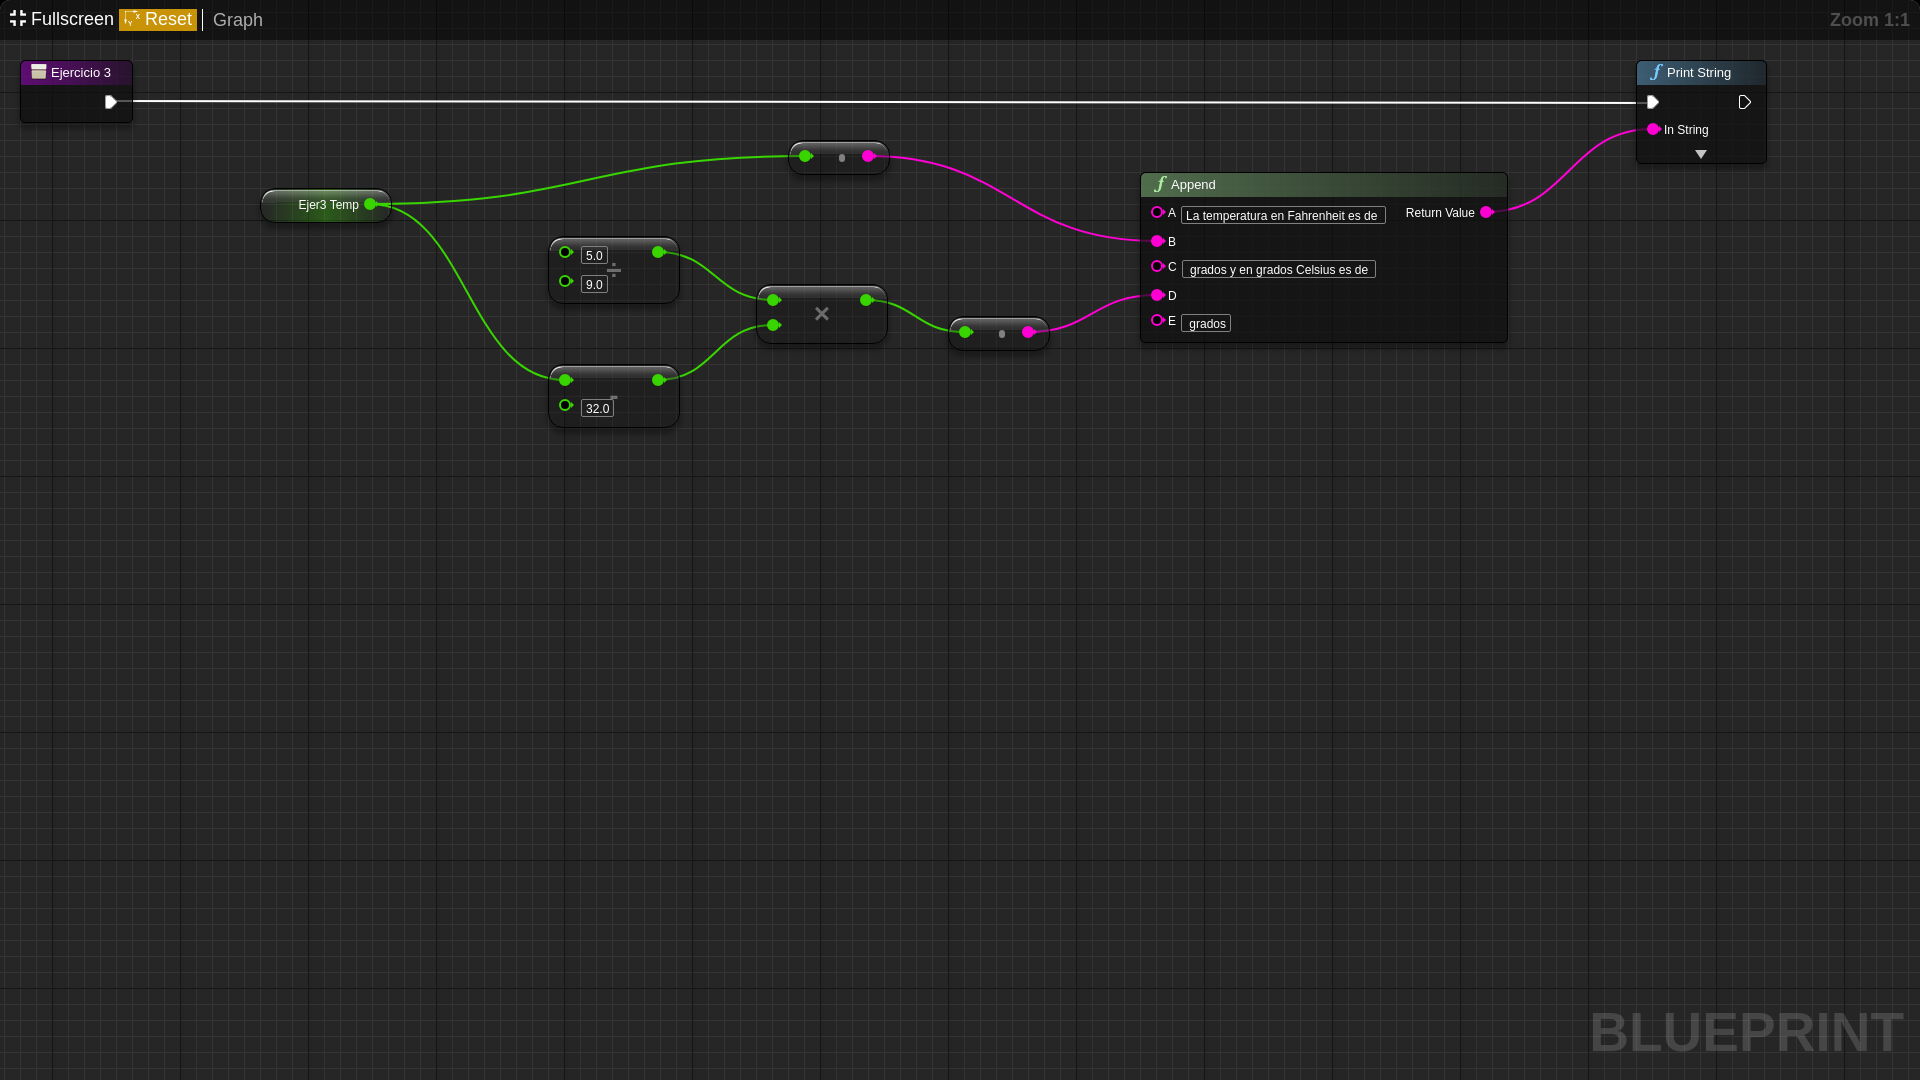 Fullscreen Reset Graph Zoom 1:1
Ejercicio 3
Print String
In String
Ejer3 Temp
Append
A La temperatura en Fahrenheit es de Return Value
B
C grados y en grados Celsius es de
D
E grados
5.0
÷
9.0
×
-
32.0
BLUEPRINT